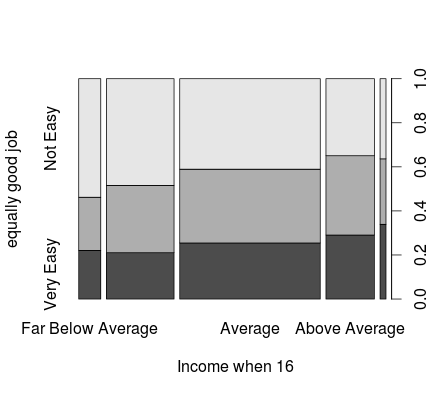 equally good job
Not Easy
Very Easy
1.0
0.8
0.6
0.4
0.2
0.0
Far Below Average
Average
Above Average
Income when 16